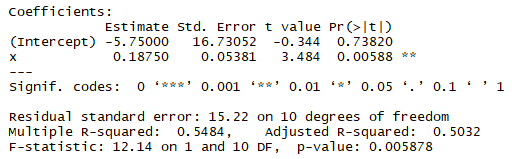 Coefficients:
            Estimate Std. Error t value Pr(>|t|)
(Intercept) -5.75000   16.73052  -0.344  0.73820
x            0.18750    0.05381   3.484  0.00588 **
---
Signif. codes:  0 ‘***’ 0.001 ‘**’ 0.01 ‘*’ 0.05 ‘.’ 0.1 ‘ ’ 1
Residual standard error: 15.22 on 10 degrees of freedom
Multiple R-squared:  0.5484,    Adjusted R-squared:  0.5032
F-statistic: 12.14 on 1 and 10 DF,  p-value: 0.005878